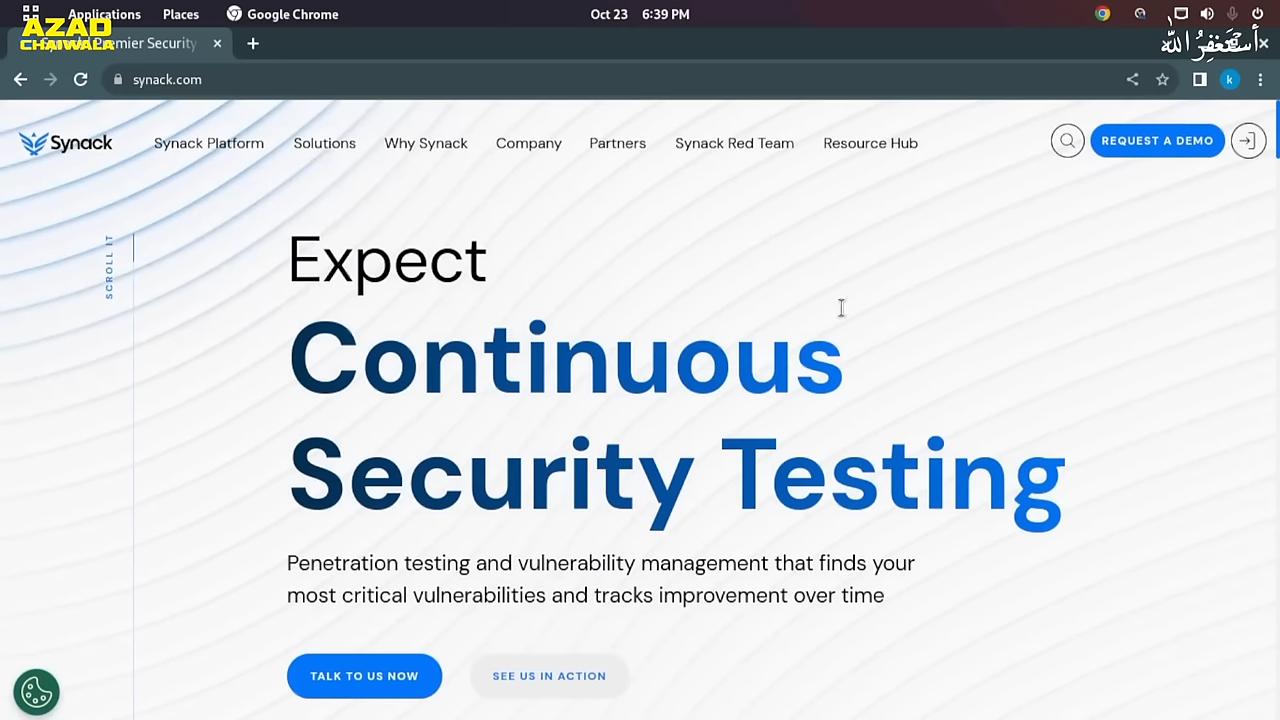 Applications Places Google Chrome Oct 23 6:39 PM
AZAD
CHAIWALA
Premier Security
أستغفر الله
synack.com
k
Synack Synack Platform Solutions Why Synack Company Partners Synack Red Team Resource Hub REQUEST A DEMO
SCROLL IT
Expect
Continuous
Security Testing
Penetration testing and vulnerability management that finds your
most critical vulnerabilities and tracks improvement over time
TALK TO US NOW SEE US IN ACTION